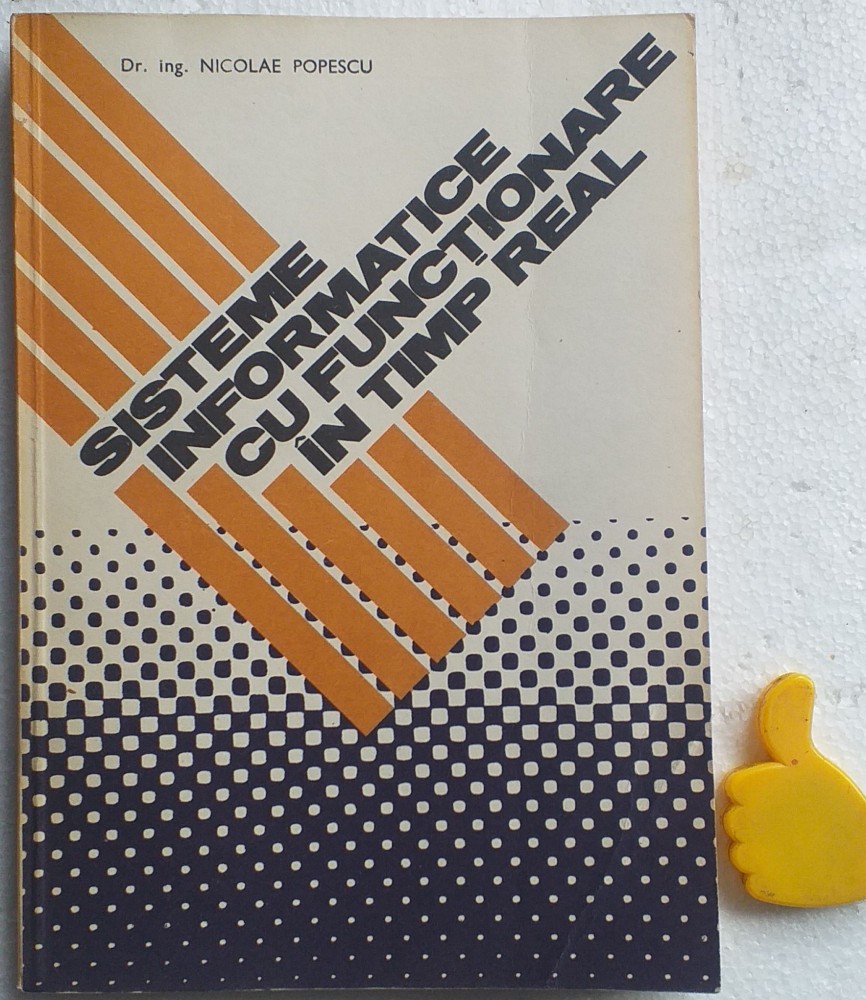 Dr. ing. NICOLAE POPESCU
SISTEME
INFORMATICE
CU FUNCȚIONARE
ÎN TIMP REAL